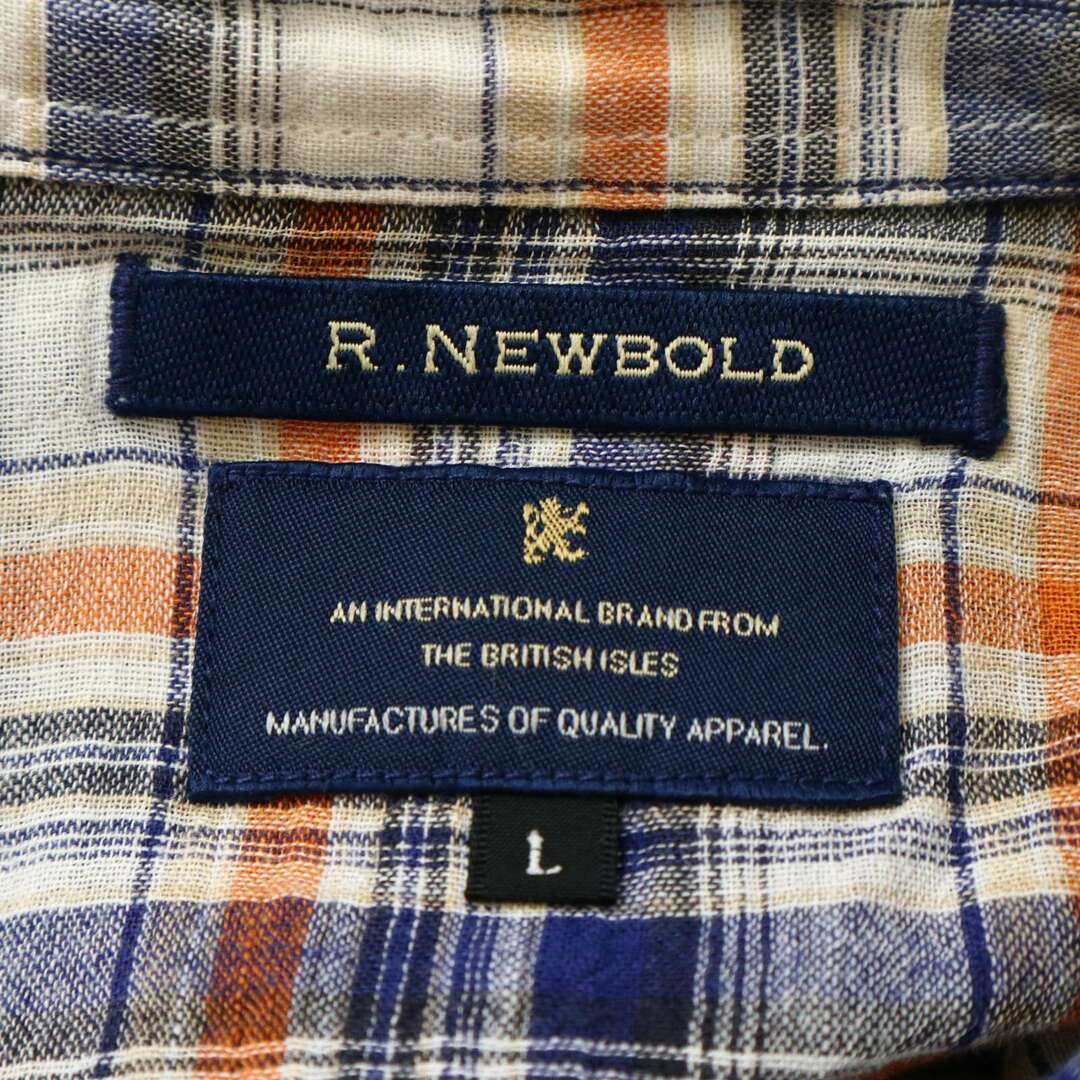 R. NEWBOLD
AN INTERNATIONAL BRAND FROM
THE BRITISH ISLES
MANUFACTURES OF QUALITY APPAREL.
L